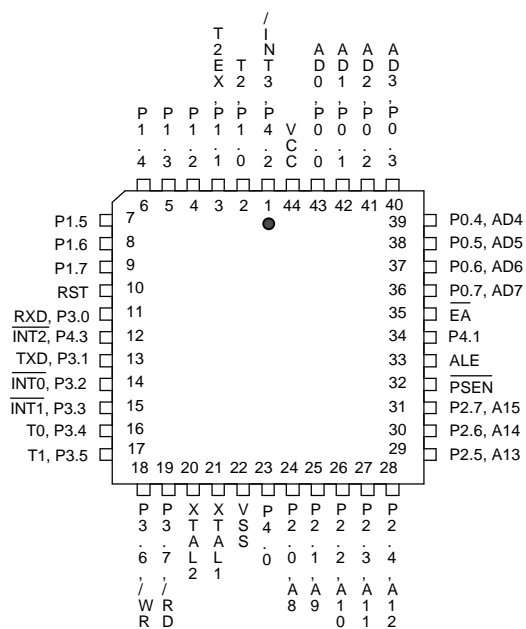 P1.4
P1.3
P1.2
T2EX,P1.1
T2,P1.0
/INT3,P4.2
VCC
AD0,P0.0
AD1,P0.1
AD2,P0.2
AD3,P0.3
6 5 4 3 2 1 44 43 42 41 40
P1.5 7
P1.6 8
P1.7 9
RST 10
RXD, P3.0 11
INT2, P4.3 12
TXD, P3.1 13
INT0, P3.2 14
INT1, P3.3 15
T0, P3.4 16
T1, P3.5 17
39 P0.4, AD4
38 P0.5, AD5
37 P0.6, AD6
36 P0.7, AD7
35 EA
34 P4.1
33 ALE
32 PSEN
31 P2.7, A15
30 P2.6, A14
29 P2.5, A13
18 19 20 21 22 23 24 25 26 27 28
P3.6,/WR
P3.7,/RD
XTAL2
XTAL1
VSS
P4.0
P2.0,A8
P2.1,A9
P2.2,A10
P2.3,A11
P2.4,A12